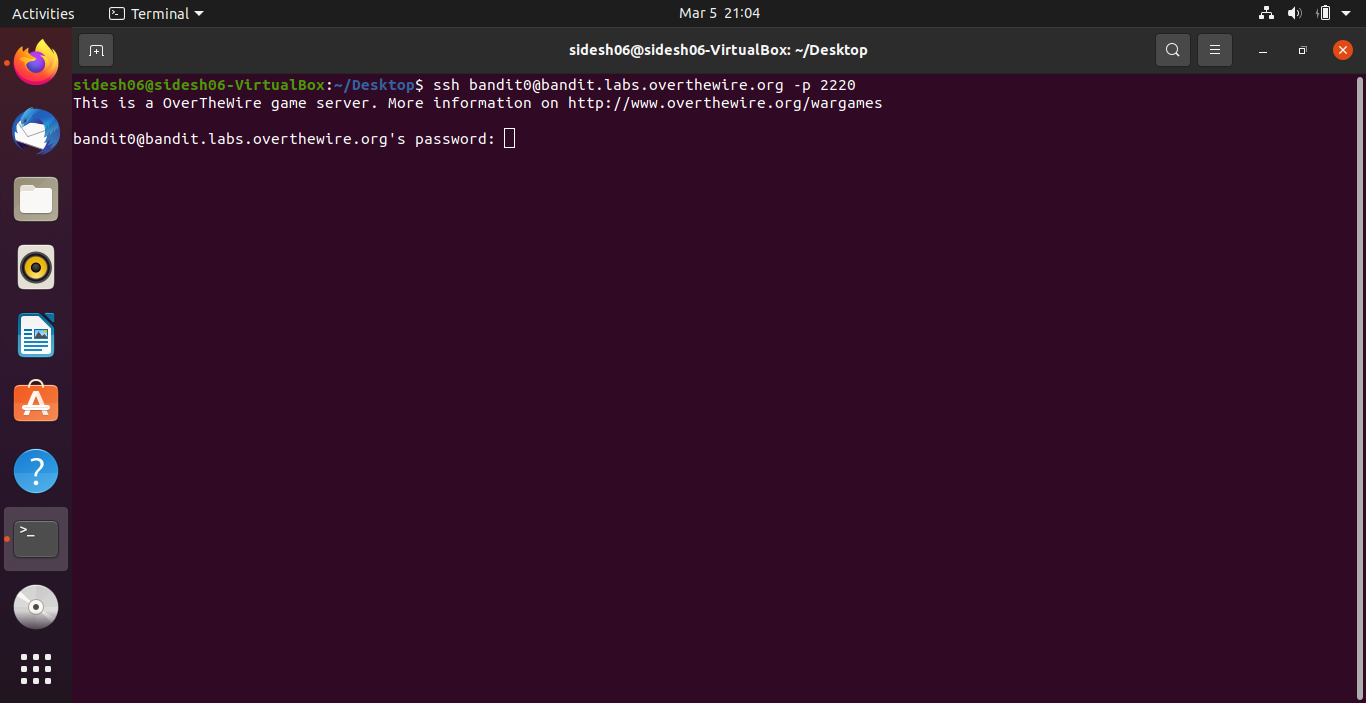 Activities Terminal Mar 5 21:04
sidesh06@sidesh06-VirtualBox: ~/Desktop
sidesh06@sidesh06-VirtualBox:~/Desktop$ ssh bandit0@bandit.labs.overthewire.org -p 2220
This is a OverTheWire game server. More information on http://www.overthewire.org/wargames
bandit0@bandit.labs.overthewire.org's password: